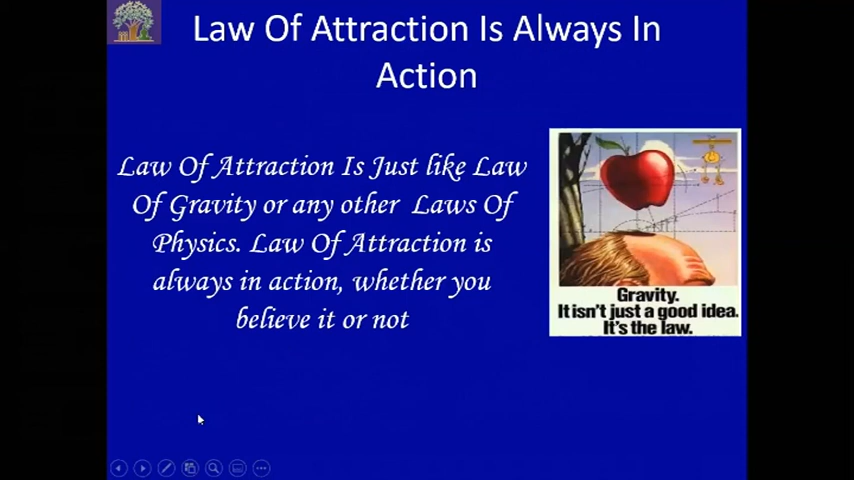 Law Of Attraction Is Always In
Action
Law Of Attraction Is Just like Law
Of Gravity or any other Laws Of
Physics. Law Of Attraction is
always in action, whether you
believe it or not
Gravity.
It isn't just a good idea.
It's the law.